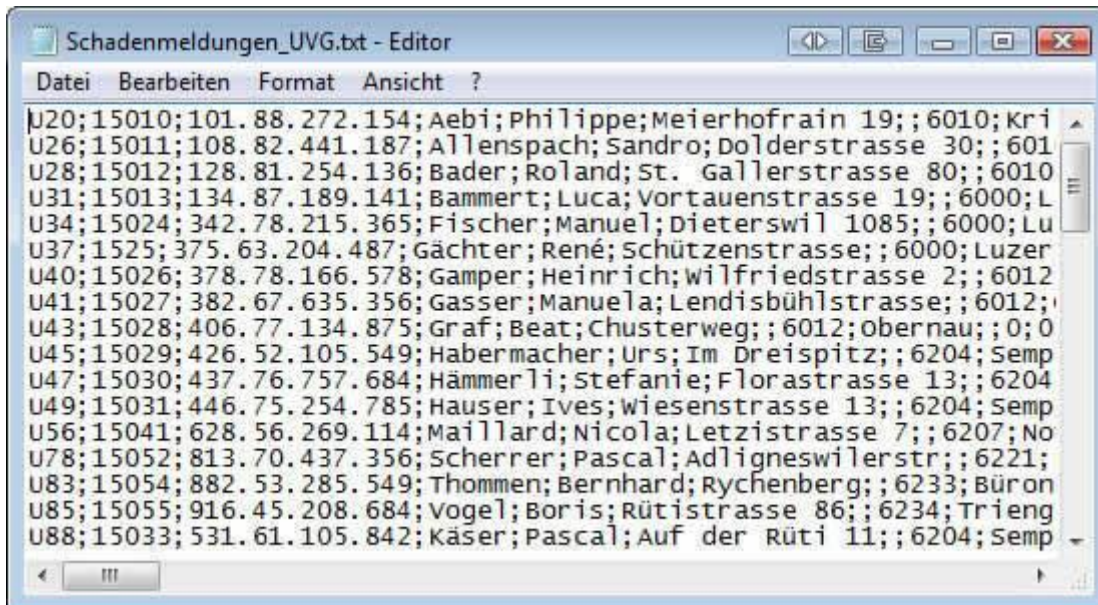 Schadenmeldungen_UVG.txt - Editor
Datei Bearbeiten Format Ansicht ?
U20;15010;101.88.272.154;Aebi;Philippe;Meierhofrain 19;;6010;Kri
U26;15011;108.82.441.187;Allenspach;Sandro;Dolderstrasse 30;;601
U28;15012;128.81.254.136;Bader;Roland;St. Gallerstrasse 80;;6010
U31;15013;134.87.189.141;Bammert;Luca;Vortauenstrasse 19;;6000;L
U34;15024;342.78.215.365;Fischer;Manuel;Dieterswil 1085;;6000;Lu
U37;1525;375.63.204.487;Gächter;René;Schützenstrasse;;6000;Luzer
U40;15026;378.78.166.578;Gamper;Heinrich;Wilfriedstrasse 2;;6012
U41;15027;382.67.635.356;Gasser;Manuela;Lendisbühlstrasse;;6012;
U43;15028;406.77.134.875;Graf;Beat;Chusterweg;;6012;Obernau;;0;0
U45;15029;426.52.105.549;Habermacher;Urs;Im Dreispitz;;6204;Semp
U47;15030;437.76.757.684;Hämmerli;Stefanie;Florastrasse 13;;6204
U49;15031;446.75.254.785;Hauser;Ives;Wiesenstrasse 13;;6204;Semp
U56;15041;628.56.269.114;Maillard;Nicola;Letzistrasse 7;;6207;No
U78;15052;813.70.437.356;Scherrer;Pascal;Adligneswilerstr;;6221;
U83;15054;882.53.285.549;Thommen;Bernhard;Rychenberg;;6233;Büron
U85;15055;916.45.208.684;Vogel;Boris;Rütistrasse 86;;6234;Trieng
U88;15033;531.61.105.842;Käser;Pascal;Auf der Rüti 11;;6204;Semp